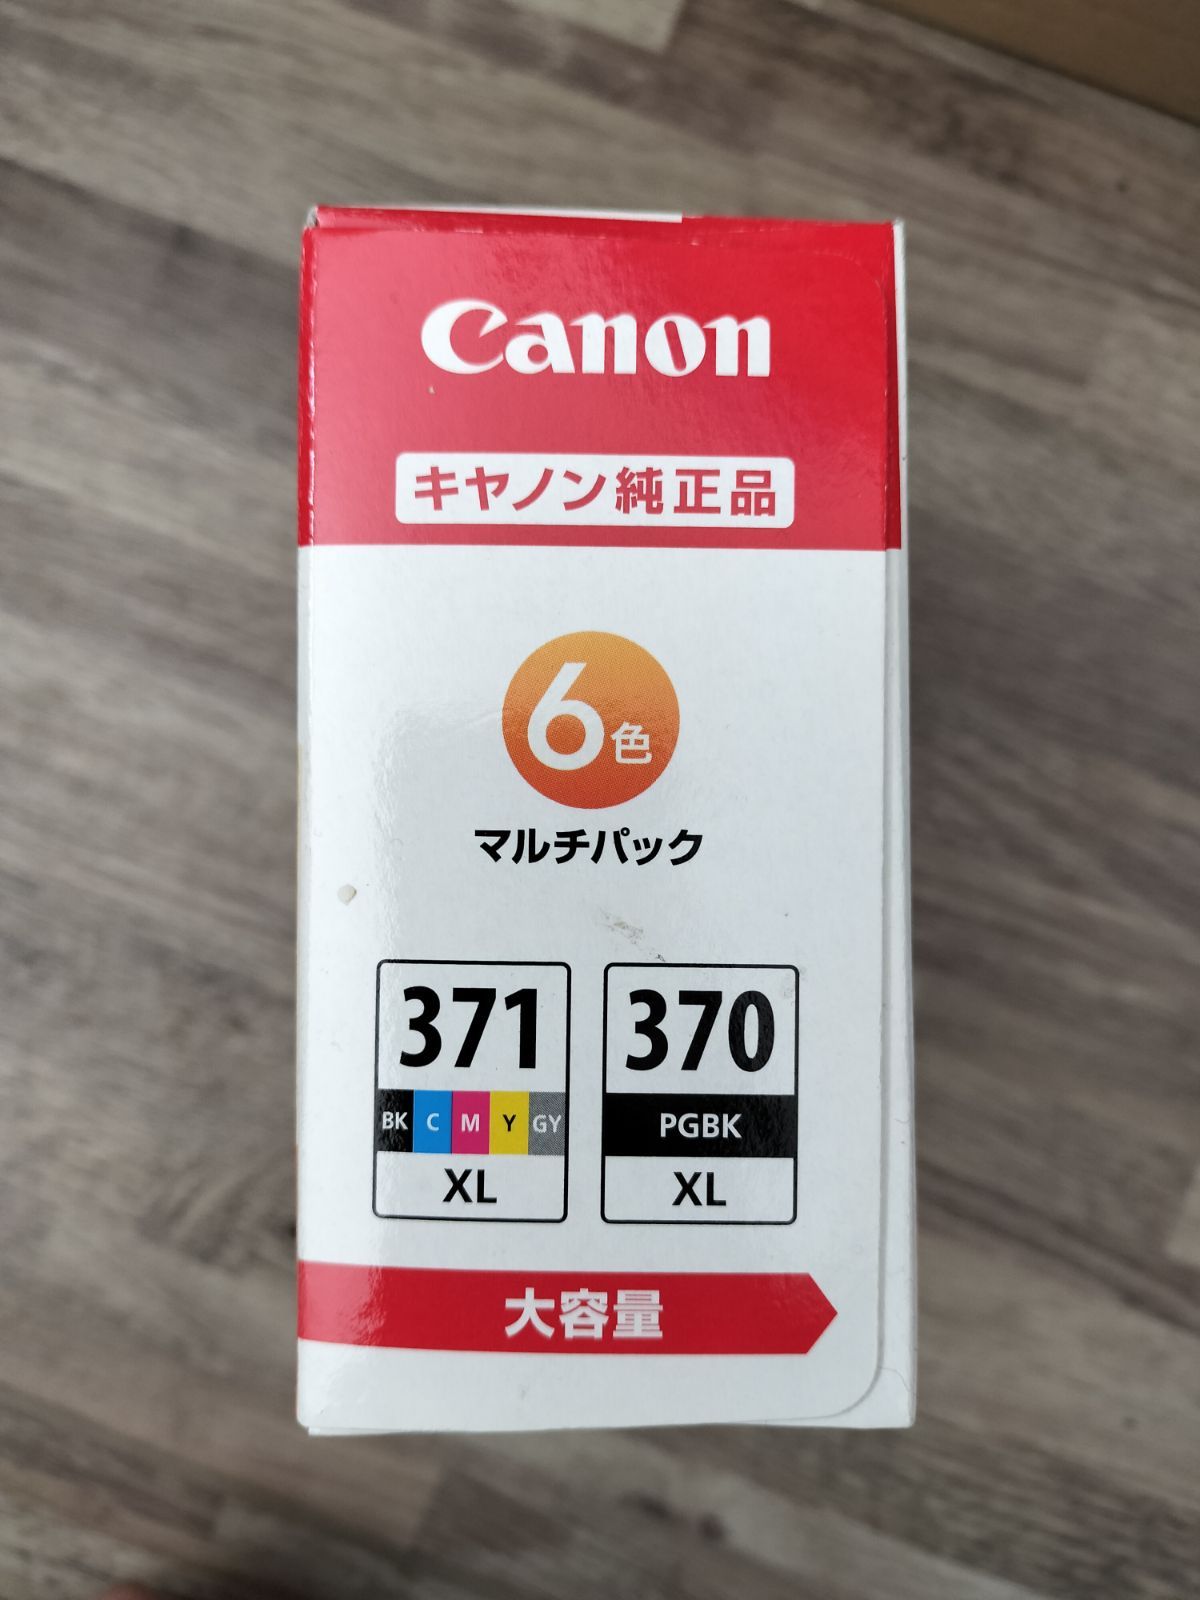 Canon
キヤノン純正品
6色
マルチパック
371 370
BK C M Y GY PGBK
XL XL
大容量